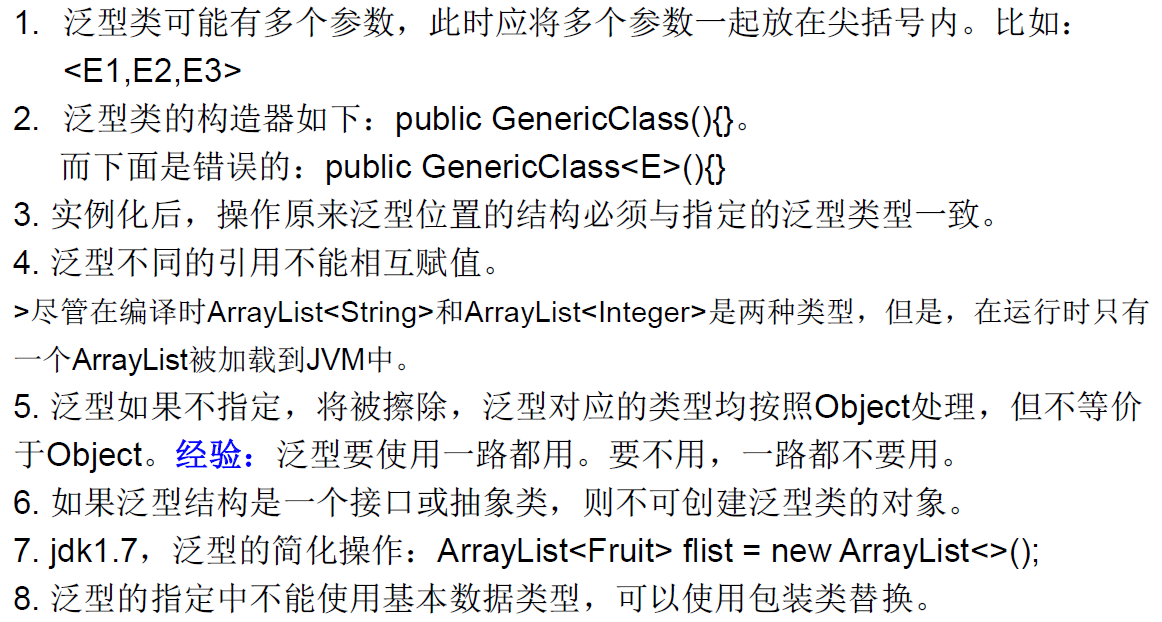 1. 泛型类可能有多个参数，此时应将多个参数一起放在尖括号内。比如：
<E1,E2,E3>
2. 泛型类的构造器如下：public GenericClass(){}。
而下面是错误的：public GenericClass<E>(){}
3. 实例化后，操作原来泛型位置的结构必须与指定的泛型类型一致。
4. 泛型不同的引用不能相互赋值。
>尽管在编译时ArrayList<String>和ArrayList<Integer>是两种类型，但是，在运行时只有
一个ArrayList被加载到JVM中。
5. 泛型如果不指定，将被擦除，泛型对应的类型均按照Object处理，但不等价
于Object。经验：泛型要使用一路都用。要不用，一路都不要用。
6. 如果泛型结构是一个接口或抽象类，则不可创建泛型类的对象。
7. jdk1.7，泛型的简化操作：ArrayList<Fruit> flist = new ArrayList<>();
8. 泛型的指定中不能使用基本数据类型，可以使用包装类替换。